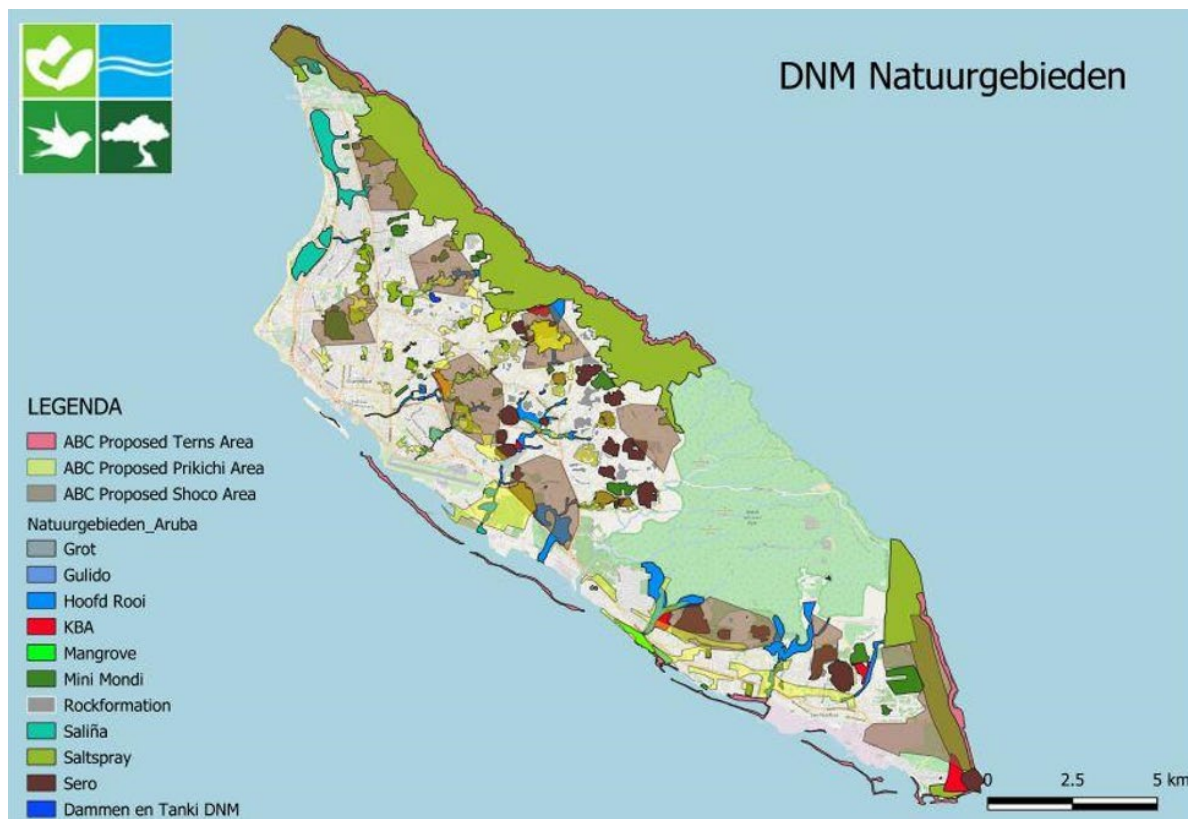 DNM Natuurgebieden
LEGENDA
ABC Proposed Terns Area
ABC Proposed Prikichi Area
ABC Proposed Shoco Area
Natuurgebieden_Aruba
Grot
Gulido
Hoofd Rooi
KBA
Mangrove
Mini Mondi
Rockformation
Saliña
Saltspray
Sero
Dammen en Tanki DNM
0 2.5 5 km